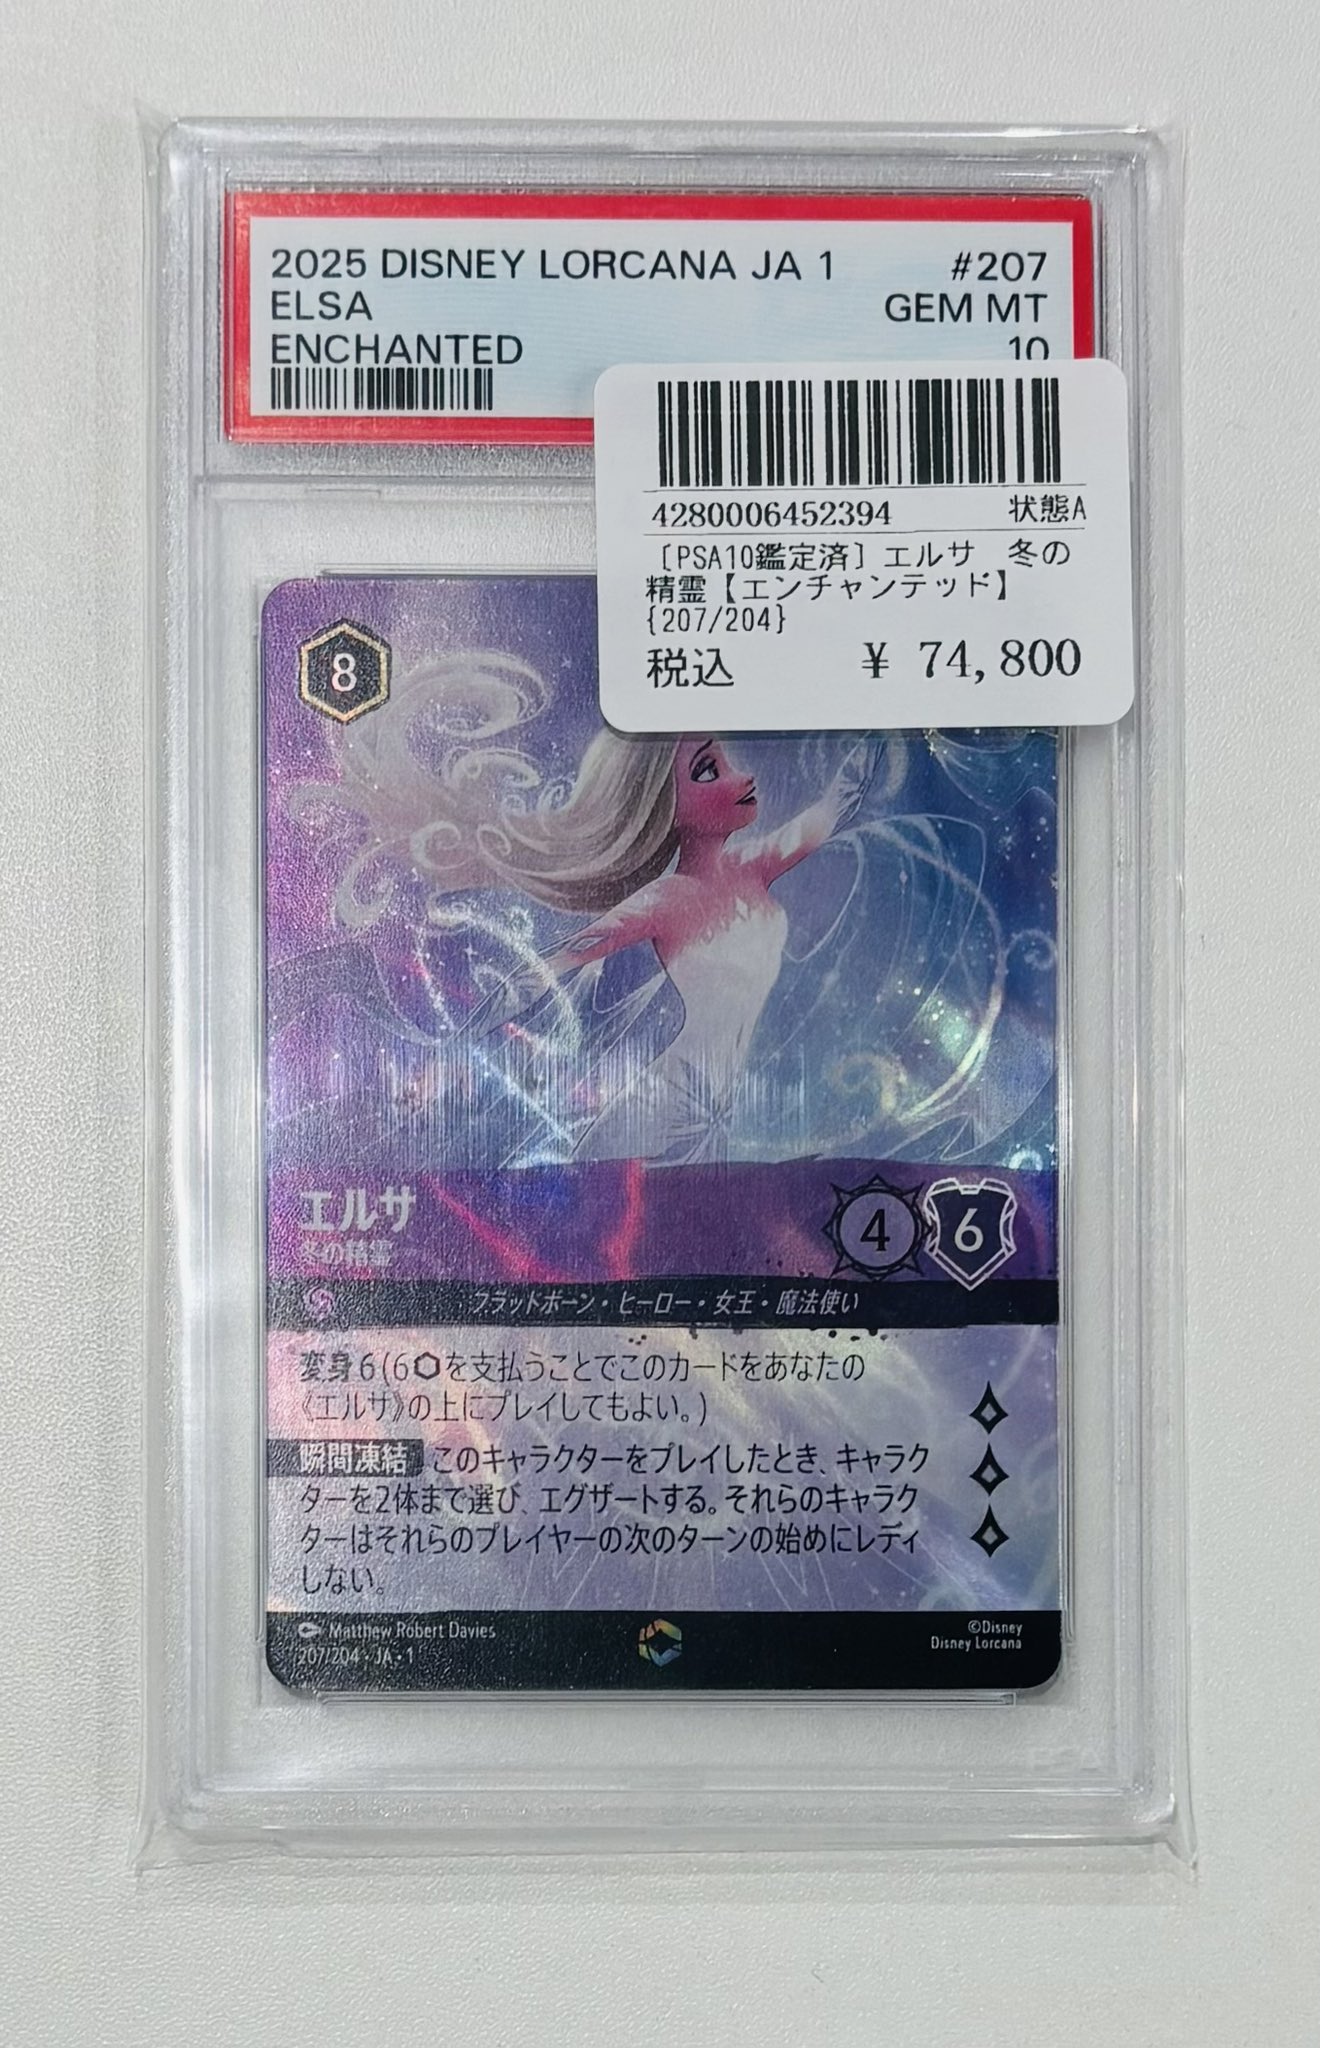 2025 DISNEY LORCANA JA 1 #207
ELSA GEM MT
ENCHANTED 10
4280006452394 状態A
［PSA10鑑定済］エルサ　冬の
精霊【エンチャンテッド】
{207/204}
税込 ¥ 74,800
8
エルサ
冬の精霊
4 6
フラッドボーン・ヒーロー・女王・魔法使い
変身 6 (6⬡を支払うことでこのカードをあなたの
《エルサ》の上にプレイしてもよい。)
瞬間凍結 このキャラクターをプレイしたとき、キャラク
ターを2体まで選び、エグザートする。それらのキャラク
ターはそれらのプレイヤーの次のターンの始めにレディ
しない。
Matthew Robert Davies ©Disney
207/204・JA・1 Disney Lorcana